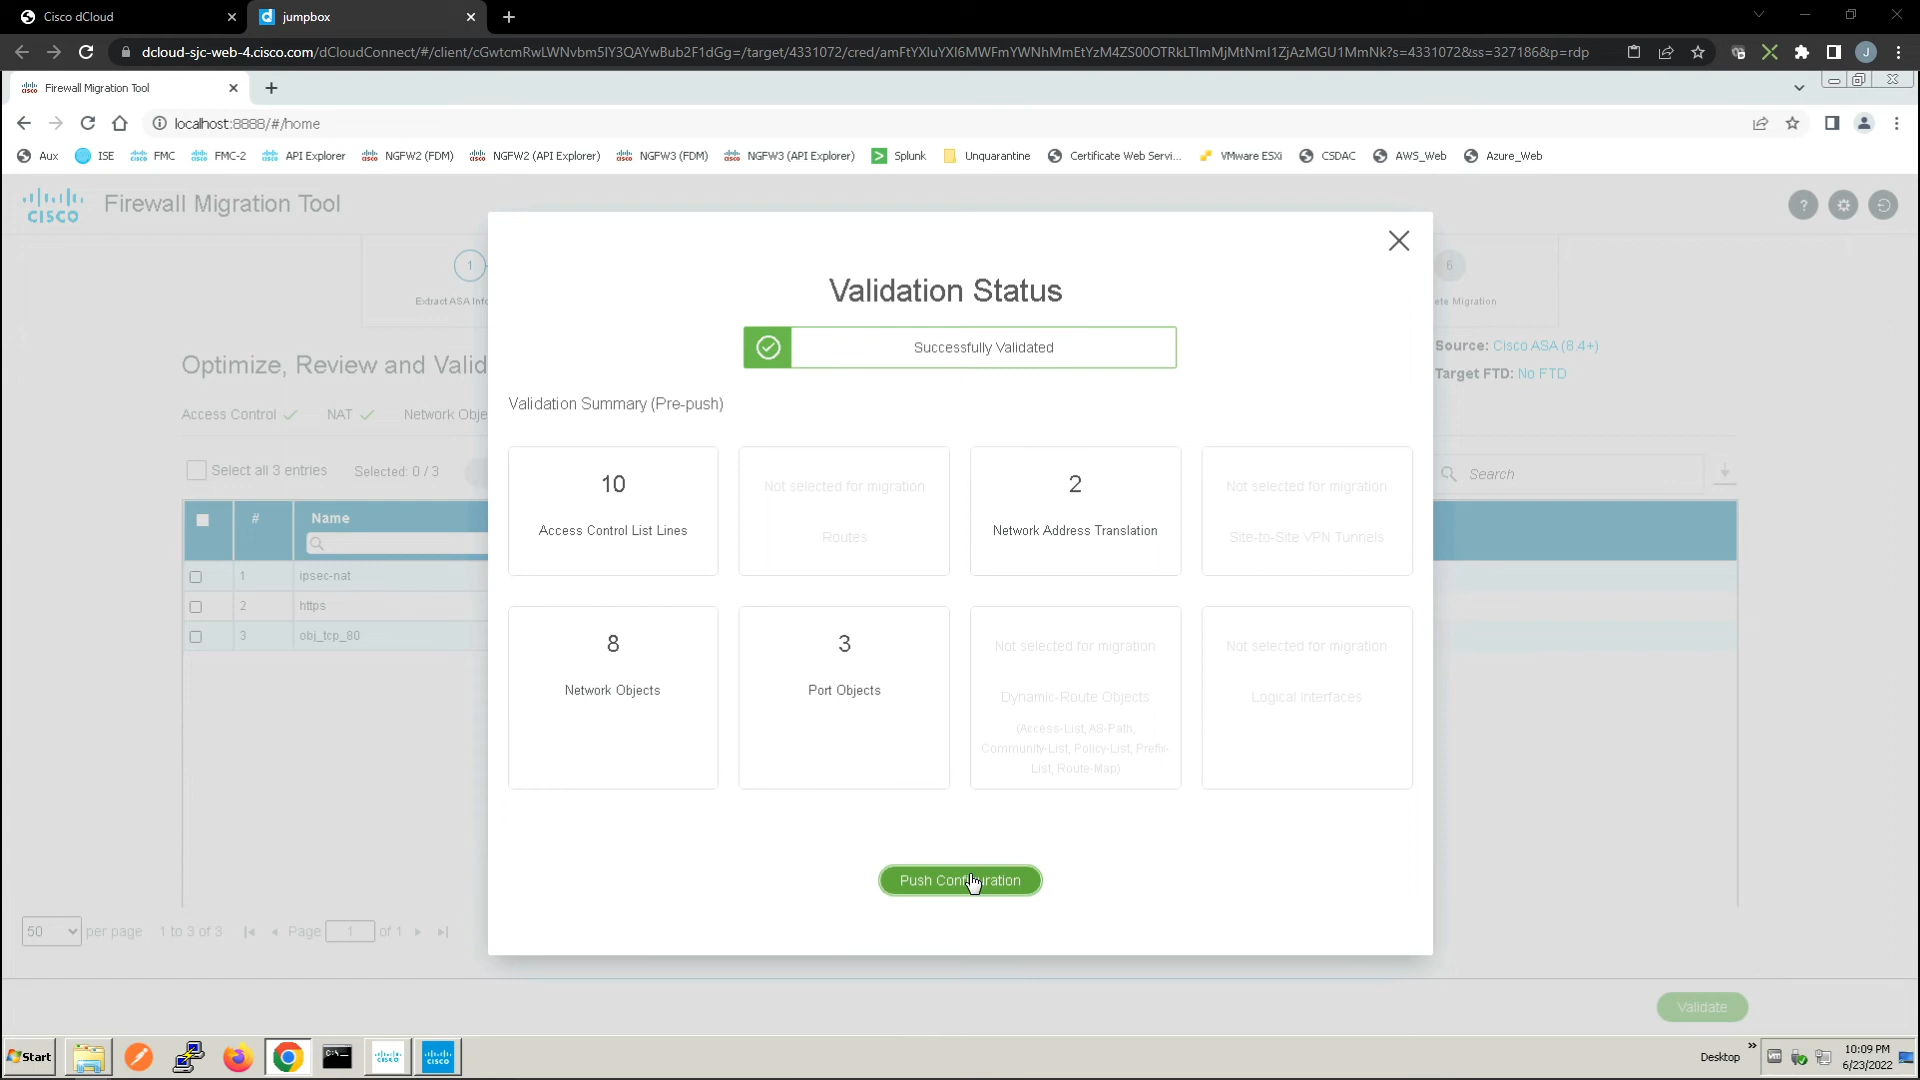 Cisco dCloud
jumpbox
dcloud-sjc-web-4.cisco.com/dCloudConnect/#/client/
Firewall Migration Tool
localhost:8888/#/home
Aux
ISE
FMC
FMC-2
API Explorer
NGFW2 (FDM)
NGFW2 (API Explorer)
NGFW3 (FDM)
NGFW3 (API Explorer)
Splunk
Unquarantine
Certificate Web Servi...
VMware ESXi
CSDAC
AWS_Web
Azure_Web
CISCO
Firewall Migration Tool
?
1
Extract ASA Info
6
ete Migration
Validation Status
Successfully Validated
Source: Cisco ASA (8.4+)
Target FTD: No FTD
Optimize, Review and Valid
Access Control
NAT
Network Obje
Validation Summary (Pre-push)
Select all 3 entries
Selected: 0 / 3
Search
# Name
1 ipsec-nat
2 https
3 obj_tcp_80
10
Access Control List Lines
Not selected for migration
Routes
2
Network Address Translation
Not selected for migration
Site-to-Site VPN Tunnels
8
Network Objects
3
Port Objects
Not selected for migration
Dynamic-Route Objects
(Access-List, AS-Path,
Community-List, Policy-List, Prefix-
List, Route-Map)
Not selected for migration
Logical Interfaces
Push Configuration
50 per page 1 to 3 of 3 Page 1 of 1
Validate
Start
Desktop
10:09 PM
6/23/2022